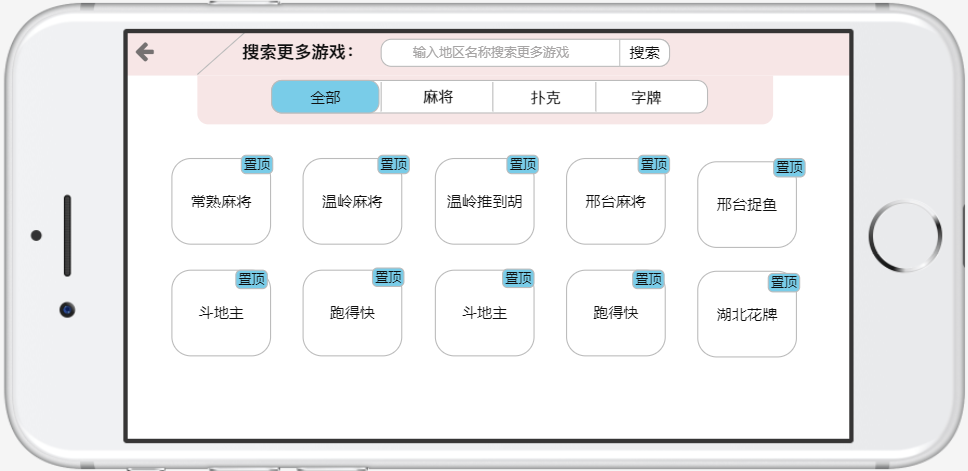 搜索更多游戏：
输入地区名称搜索更多游戏
搜索
全部
麻将
扑克
字牌
置顶
置顶
置顶
置顶
置顶
常熟麻将
温岭麻将
温岭推到胡
邢台麻将
邢台捉鱼
置顶
置顶
置顶
置顶
置顶
斗地主
跑得快
斗地主
跑得快
湖北花牌